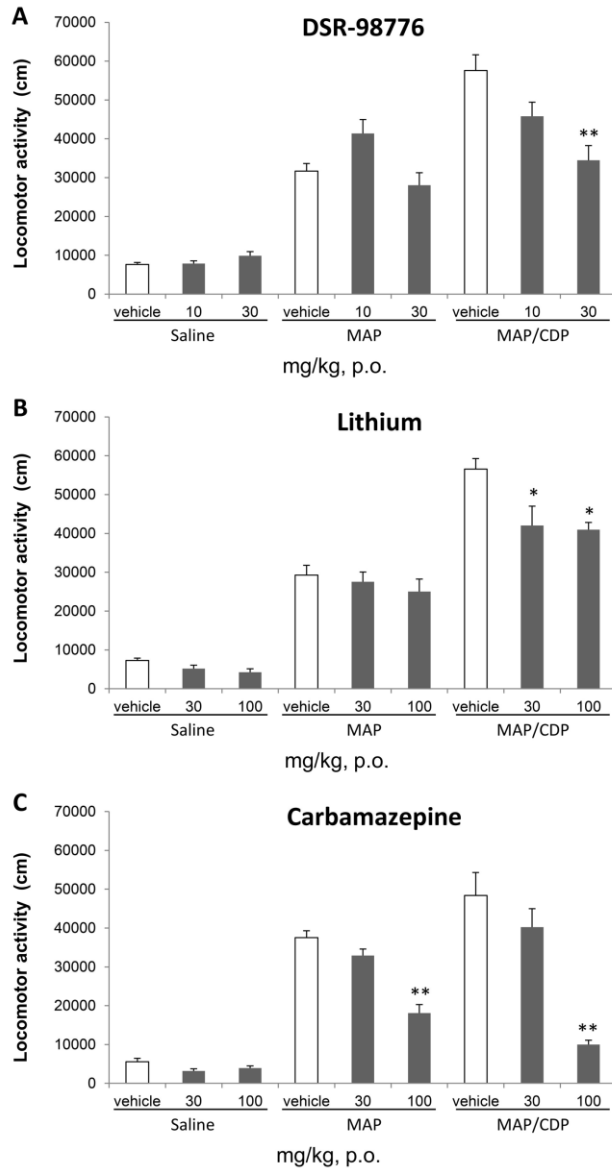 A
DSR-98776
Locomotor activity (cm)
70000
60000
50000
40000
30000
20000
10000
0
**
vehicle 10 30 vehicle 10 30 vehicle 10 30
Saline MAP MAP/CDP
mg/kg, p.o.
B
Lithium
Locomotor activity (cm)
70000
60000
50000
40000
30000
20000
10000
0
* *
vehicle 30 100 vehicle 30 100 vehicle 30 100
Saline MAP MAP/CDP
mg/kg, p.o.
C
Carbamazepine
Locomotor activity (cm)
70000
60000
50000
40000
30000
20000
10000
0
** **
vehicle 30 100 vehicle 30 100 vehicle 30 100
Saline MAP MAP/CDP
mg/kg, p.o.